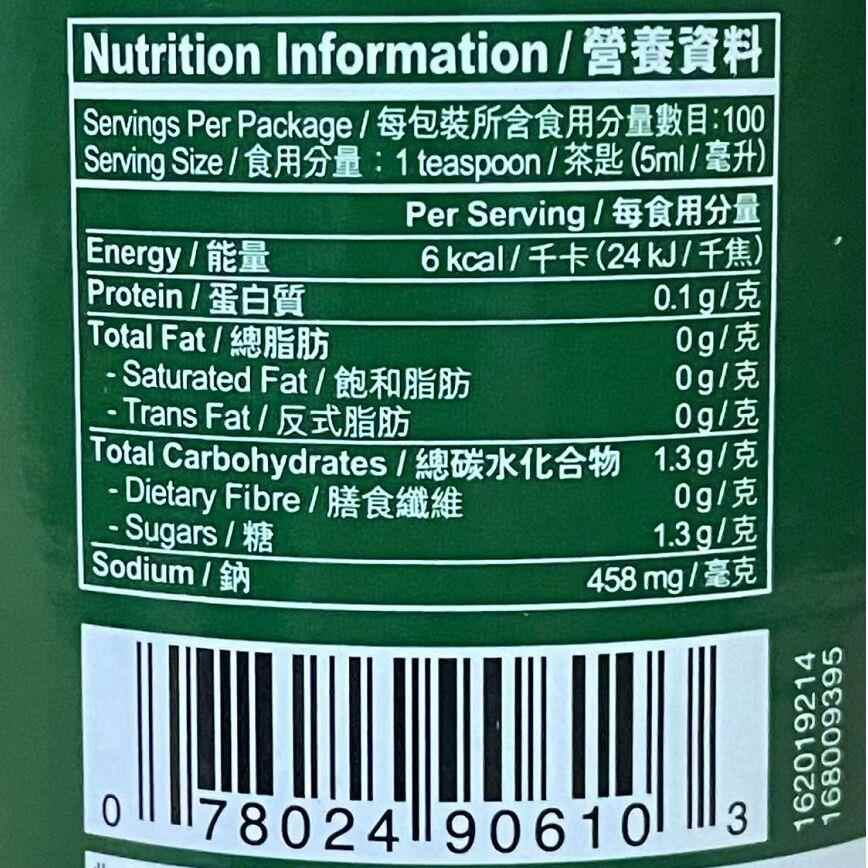 Nutrition Information / 營養資料
Servings Per Package / 每包裝所含食用分量數目:100
Serving Size / 食用分量：1 teaspoon / 茶匙 (5ml / 毫升)
Per Serving / 每食用分量
Energy / 能量 6 kcal / 千卡 (24 kJ / 千焦)
Protein / 蛋白質 0.1 g / 克
Total Fat / 總脂肪 0 g / 克
- Saturated Fat / 飽和脂肪 0 g / 克
- Trans Fat / 反式脂肪 0 g / 克
Total Carbohydrates / 總碳水化合物 1.3 g / 克
- Dietary Fibre / 膳食纖維 0 g / 克
- Sugars / 糖 1.3 g / 克
Sodium / 鈉 458 mg / 毫克
0 78024 90610 3
162019214
168009395